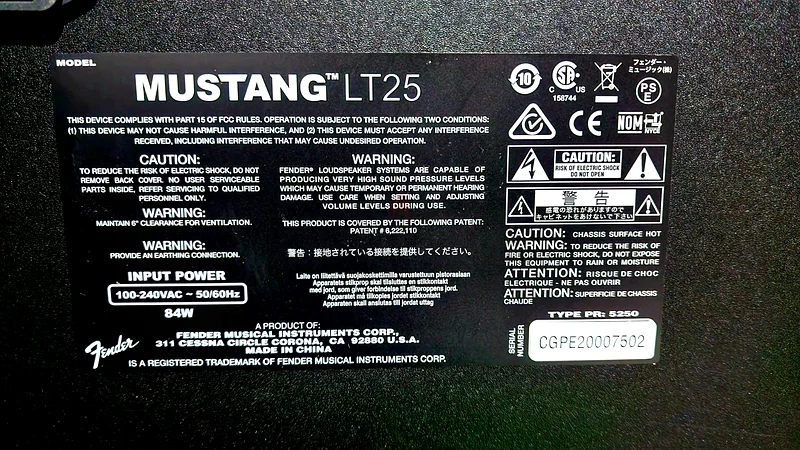 MODEL
MUSTANG™ LT25
THIS DEVICE COMPLIES WITH PART 15 OF FCC RULES. OPERATION IS SUBJECT TO THE FOLLOWING TWO CONDITIONS:
(1) THIS DEVICE MAY NOT CAUSE HARMFUL INTERFERENCE, AND (2) THIS DEVICE MUST ACCEPT ANY INTERFERENCE
RECEIVED, INCLUDING INTERFERENCE THAT MAY CAUSE UNDESIRED OPERATION.
CAUTION:
TO REDUCE THE RISK OF ELECTRIC SHOCK, DO NOT
REMOVE BACK COVER. NO USER SERVICEABLE
PARTS INSIDE, REFER SERVICING TO QUALIFIED
PERSONNEL ONLY.
WARNING:
MAINTAIN 6" CLEARANCE FOR VENTILATION.
WARNING:
PROVIDE AN EARTHING CONNECTION.
INPUT POWER
100-240VAC ~ 50/60Hz
84W
WARNING:
FENDER® LOUDSPEAKER SYSTEMS ARE CAPABLE OF
PRODUCING VERY HIGH SOUND PRESSURE LEVELS
WHICH MAY CAUSE TEMPORARY OR PERMANENT HEARING
DAMAGE. USE CARE WHEN SETTING AND ADJUSTING
VOLUME LEVELS DURING USE.
THIS PRODUCT IS COVERED BY THE FOLLOWING PATENT:
PATENT # 6,222,110
警告：接地されている接続を提供してください。
Laite on liitettävä suojakoskettimilla varustettuun pistorasiaan
Apparatets stikprop skal tilsluttes en stikkontakt
med jord, som giver forbindelse til stikproppens jord.
Apparatet må tilkoples jordet stikkontakt
Apparaten skall anslutas till jordat uttag
Fender
A PRODUCT OF:
FENDER MUSICAL INSTRUMENTS CORP.,
311 CESSNA CIRCLE CORONA, CA 92880 U.S.A.
MADE IN CHINA
IS A REGISTERED TRADEMARK OF FENDER MUSICAL INSTRUMENTS CORP.
10
C SA US
158744
フェンダー・
ミュージック(株)
PS
E
CE
NOM
NYCE
CAUTION:
RISK OF ELECTRIC SHOCK
DO NOT OPEN
警 告
感電の恐れがありますので
キャビネットをあけないで下さい
CAUTION: CHASSIS SURFACE HOT
WARNING: TO REDUCE THE RISK OF
FIRE OR ELECTRIC SHOCK, DO NOT EXPOSE
THIS EQUIPMENT TO RAIN OR MOISTURE
ATTENTION: RISQUE DE CHOC
ELECTRIQUE - NE PAS OUVRIR
ATTENTION: SUPERFICIE DE CHASSIS
CHAUDE
TYPE PR: 5250
SERIAL
NUMBER
CGPE20007502